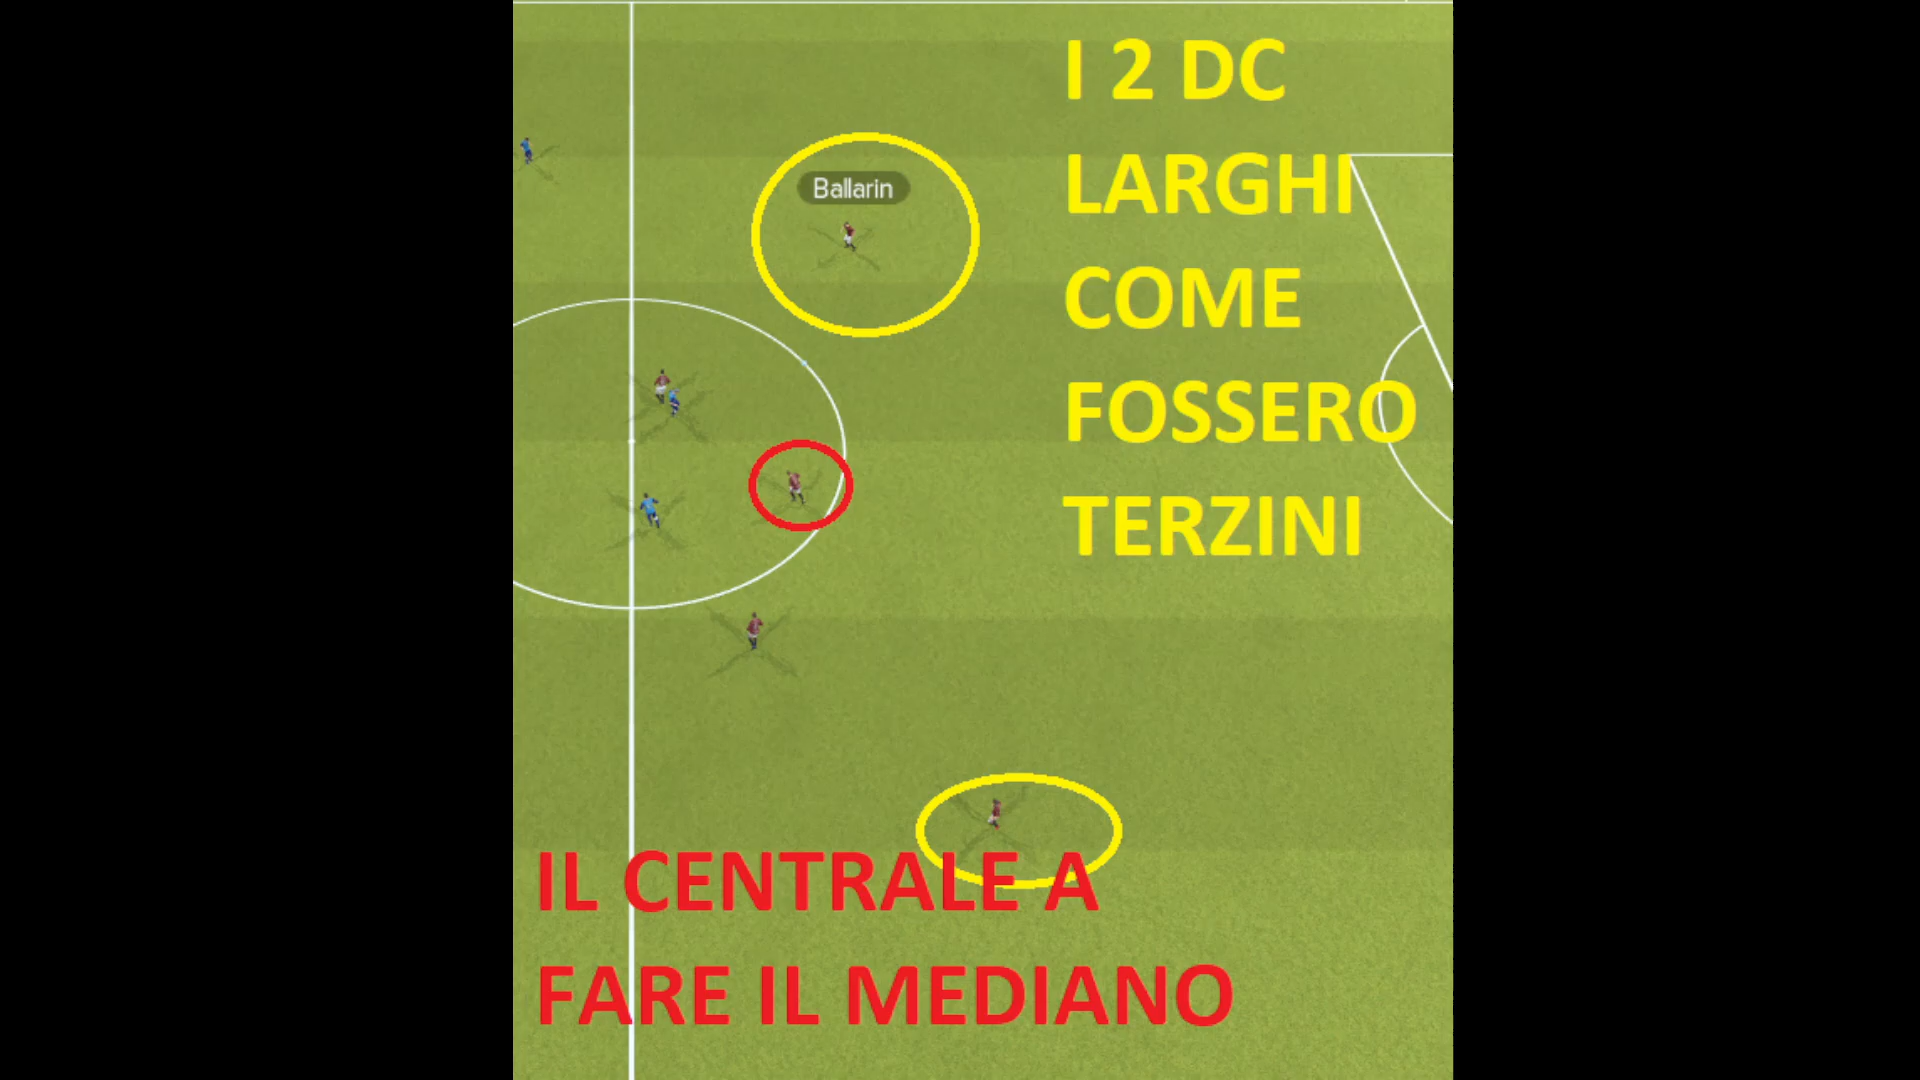 I 2 DC
LARGHI
COME
FOSSERO
TERZINI
Ballarin
IL CENTRALE A
FARE IL MEDIANO